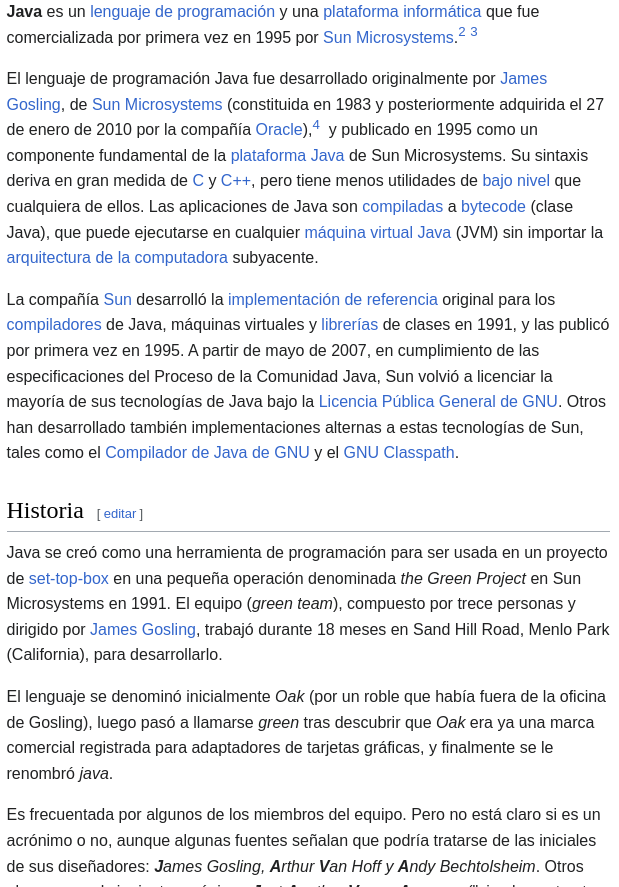 Java es un lenguaje de programación y una plataforma informática que fue
comercializada por primera vez en 1995 por Sun Microsystems.2 3
El lenguaje de programación Java fue desarrollado originalmente por James
Gosling, de Sun Microsystems (constituida en 1983 y posteriormente adquirida el 27
de enero de 2010 por la compañía Oracle),4 y publicado en 1995 como un
componente fundamental de la plataforma Java de Sun Microsystems. Su sintaxis
deriva en gran medida de C y C++, pero tiene menos utilidades de bajo nivel que
cualquiera de ellos. Las aplicaciones de Java son compiladas a bytecode (clase
Java), que puede ejecutarse en cualquier máquina virtual Java (JVM) sin importar la
arquitectura de la computadora subyacente.
La compañía Sun desarrolló la implementación de referencia original para los
compiladores de Java, máquinas virtuales y librerías de clases en 1991, y las publicó
por primera vez en 1995. A partir de mayo de 2007, en cumplimiento de las
especificaciones del Proceso de la Comunidad Java, Sun volvió a licenciar la
mayoría de sus tecnologías de Java bajo la Licencia Pública General de GNU. Otros
han desarrollado también implementaciones alternas a estas tecnologías de Sun,
tales como el Compilador de Java de GNU y el GNU Classpath.
Historia [ editar ]
Java se creó como una herramienta de programación para ser usada en un proyecto
de set-top-box en una pequeña operación denominada the Green Project en Sun
Microsystems en 1991. El equipo (green team), compuesto por trece personas y
dirigido por James Gosling, trabajó durante 18 meses en Sand Hill Road, Menlo Park
(California), para desarrollarlo.
El lenguaje se denominó inicialmente Oak (por un roble que había fuera de la oficina
de Gosling), luego pasó a llamarse green tras descubrir que Oak era ya una marca
comercial registrada para adaptadores de tarjetas gráficas, y finalmente se le
renombró java.
Es frecuentada por algunos de los miembros del equipo. Pero no está claro si es un
acrónimo o no, aunque algunas fuentes señalan que podría tratarse de las iniciales
de sus diseñadores: James Gosling, Arthur Van Hoff y Andy Bechtolsheim. Otros